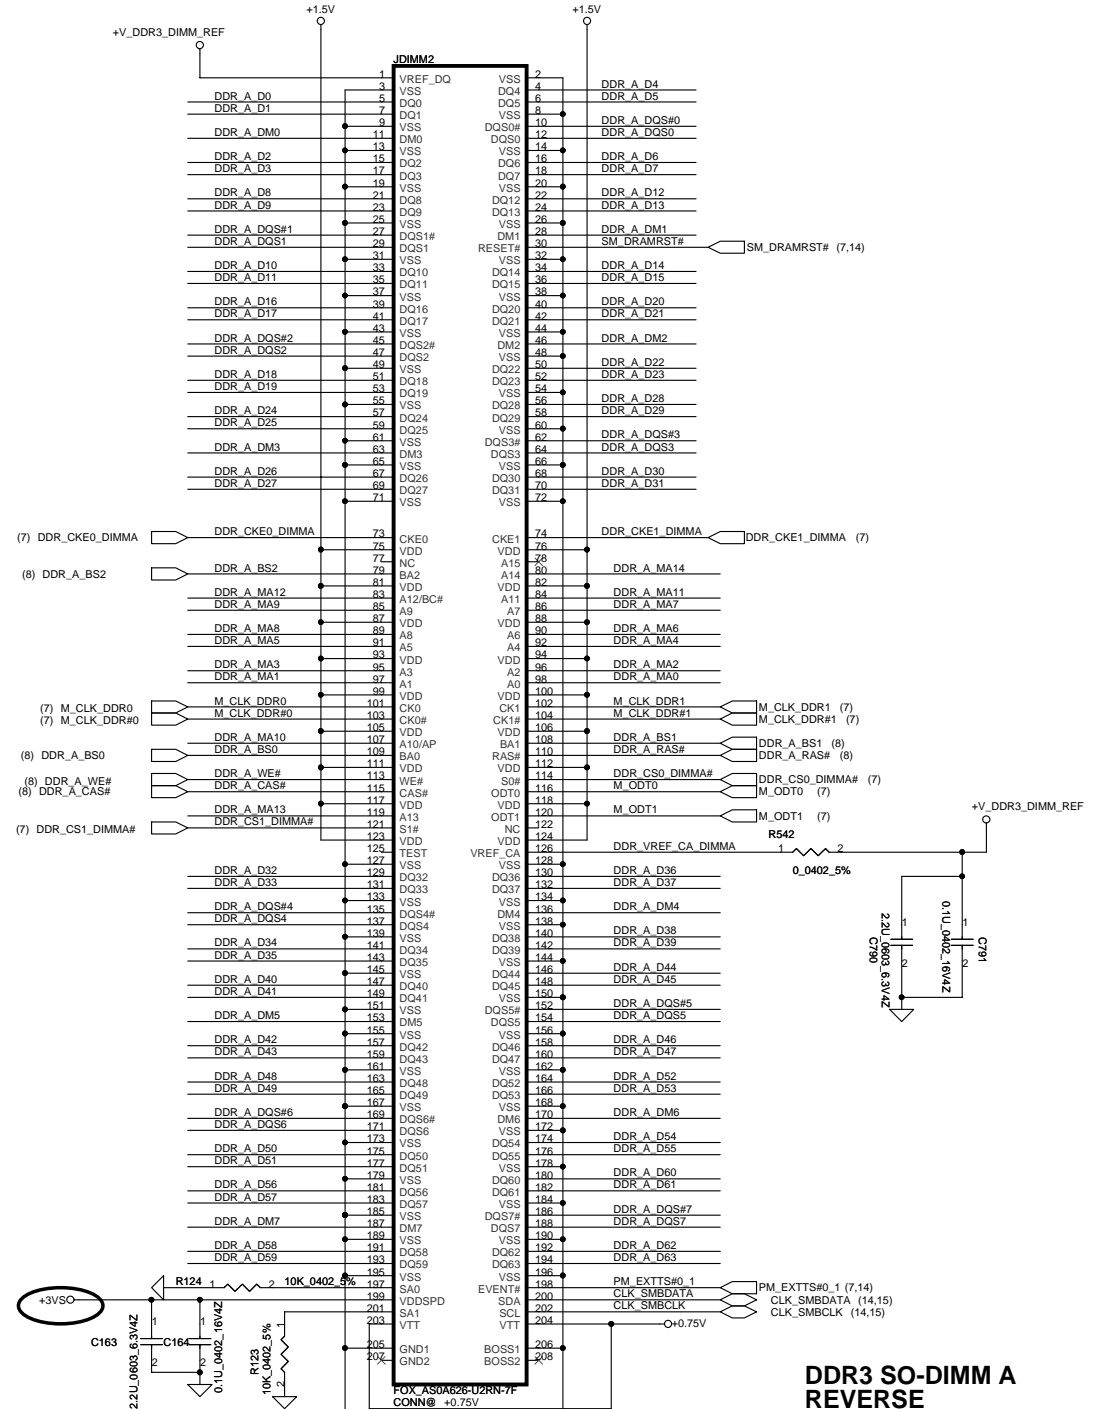 +1.5V +1.5V
+V_DDR3_DIMM_REF
JDIMM2
1 VREF_DQ VSS 2
3 VSS DQ4 4 DDR_A_D4
DDR_A_D0 5 DQ0 DQ5 6 DDR_A_D5
DDR_A_D1 7 DQ1 VSS 8
9 VSS DQS0# 10 DDR_A_DQS#0
DDR_A_DM0 11 DM0 DQS0 12 DDR_A_DQS0
13 VSS VSS 14
DDR_A_D2 15 DQ2 DQ6 16 DDR_A_D6
DDR_A_D3 17 DQ3 DQ7 18 DDR_A_D7
19 VSS VSS 20
DDR_A_D8 21 DQ8 DQ12 22 DDR_A_D12
DDR_A_D9 23 DQ9 DQ13 24 DDR_A_D13
25 VSS VSS 26
DDR_A_DQS#1 27 DQS1# DM1 28 DDR_A_DM1
DDR_A_DQS1 29 DQS1 RESET# 30 SM_DRAMRST# SM_DRAMRST# (7,14)
31 VSS VSS 32
DDR_A_D10 33 DQ10 DQ14 34 DDR_A_D14
DDR_A_D11 35 DQ11 DQ15 36 DDR_A_D15
37 VSS VSS 38
DDR_A_D16 39 DQ16 DQ20 40 DDR_A_D20
DDR_A_D17 41 DQ17 DQ21 42 DDR_A_D21
43 VSS VSS 44
DDR_A_DQS#2 45 DQS2# DM2 46 DDR_A_DM2
DDR_A_DQS2 47 DQS2 VSS 48
49 VSS DQ22 50 DDR_A_D22
DDR_A_D18 51 DQ18 DQ23 52 DDR_A_D23
DDR_A_D19 53 DQ19 VSS 54
55 VSS DQ28 56 DDR_A_D28
DDR_A_D24 57 DQ24 DQ29 58 DDR_A_D29
DDR_A_D25 59 DQ25 VSS 60
61 VSS DQS3# 62 DDR_A_DQS#3
DDR_A_DM3 63 DM3 DQS3 64 DDR_A_DQS3
65 VSS VSS 66
DDR_A_D26 67 DQ26 DQ30 68 DDR_A_D30
DDR_A_D27 69 DQ27 DQ31 70 DDR_A_D31
71 VSS VSS 72
(7) DDR_CKE0_DIMMA DDR_CKE0_DIMMA 73 CKE0 CKE1 74 DDR_CKE1_DIMMA DDR_CKE1_DIMMA (7)
75 VDD VDD 76
77 NC A15 78
(8) DDR_A_BS2 DDR_A_BS2 79 BA2 A14 80 DDR_A_MA14
81 VDD VDD 82
DDR_A_MA12 83 A12/BC# A11 84 DDR_A_MA11
DDR_A_MA9 85 A9 A7 86 DDR_A_MA7
87 VDD VDD 88
DDR_A_MA8 89 A8 A6 90 DDR_A_MA6
DDR_A_MA5 91 A5 A4 92 DDR_A_MA4
93 VDD VDD 94
DDR_A_MA3 95 A3 A2 96 DDR_A_MA2
DDR_A_MA1 97 A1 A0 98 DDR_A_MA0
99 VDD VDD 100
(7) M_CLK_DDR0 M_CLK_DDR0 101 CK0 CK1 102 M_CLK_DDR1 M_CLK_DDR1 (7)
(7) M_CLK_DDR#0 M_CLK_DDR#0 103 CK0# CK1# 104 M_CLK_DDR#1 M_CLK_DDR#1 (7)
105 VDD VDD 106
DDR_A_MA10 107 A10/AP BA1 108 DDR_A_BS1 DDR_A_BS1 (8)
(8) DDR_A_BS0 DDR_A_BS0 109 BA0 RAS# 110 DDR_A_RAS# DDR_A_RAS# (8)
111 VDD VDD 112
(8) DDR_A_WE# DDR_A_WE# 113 WE# S0# 114 DDR_CS0_DIMMA# DDR_CS0_DIMMA# (7)
(8) DDR_A_CAS# DDR_A_CAS# 115 CAS# ODT0 116 M_ODT0 M_ODT0 (7)
117 VDD VDD 118
DDR_A_MA13 119 A13 ODT1 120 M_ODT1 M_ODT1 (7)
(7) DDR_CS1_DIMMA# DDR_CS1_DIMMA# 121 S1# NC 122
+V_DDR3_DIMM_REF
123 VDD VDD 124
R542
125 TEST VREF_CA 126 DDR_VREF_CA_DIMMA 1 2
0_0402_5%
127 VSS VSS 128
DDR_A_D32 129 DQ32 DQ36 130 DDR_A_D36
DDR_A_D33 131 DQ33 DQ37 132 DDR_A_D37
133 VSS VSS 134
DDR_A_DQS#4 135 DQS4# DM4 136 DDR_A_DM4
DDR_A_DQS4 137 DQS4 VSS 138
139 VSS DQ38 140 DDR_A_D38
DDR_A_D34 141 DQ34 DQ39 142 DDR_A_D39
DDR_A_D35 143 DQ35 VSS 144
2.2U_0603_6.3V4Z C790 1 2
0.1U_0402_16V4Z C791 1 2
145 VSS DQ44 146 DDR_A_D44
DDR_A_D40 147 DQ40 DQ45 148 DDR_A_D45
DDR_A_D41 149 DQ41 VSS 150
151 VSS DQS5# 152 DDR_A_DQS#5
DDR_A_DM5 153 DM5 DQS5 154 DDR_A_DQS5
155 VSS VSS 156
DDR_A_D42 157 DQ42 DQ46 158 DDR_A_D46
DDR_A_D43 159 DQ43 DQ47 160 DDR_A_D47
161 VSS VSS 162
DDR_A_D48 163 DQ48 DQ52 164 DDR_A_D52
DDR_A_D49 165 DQ49 DQ53 166 DDR_A_D53
167 VSS VSS 168
DDR_A_DQS#6 169 DQS6# DM6 170 DDR_A_DM6
DDR_A_DQS6 171 DQS6 VSS 172
173 VSS DQ54 174 DDR_A_D54
DDR_A_D50 175 DQ50 DQ55 176 DDR_A_D55
DDR_A_D51 177 DQ51 VSS 178
179 VSS DQ60 180 DDR_A_D60
DDR_A_D56 181 DQ56 DQ61 182 DDR_A_D61
DDR_A_D57 183 DQ57 VSS 184
185 VSS DQS7# 186 DDR_A_DQS#7
DDR_A_DM7 187 DM7 DQS7 188 DDR_A_DQS7
189 VSS VSS 190
DDR_A_D58 191 DQ58 DQ62 192 DDR_A_D62
DDR_A_D59 193 DQ59 DQ63 194 DDR_A_D63
195 VSS VSS 196
R124 1 2 10K_0402_5% 197 SA0 EVENT# 198 PM_EXTTS#0_1 PM_EXTTS#0_1 (7,14)
+3VS 199 VDDSPD SDA 200 CLK_SMBDATA CLK_SMBDATA (14,15)
201 SA1 SCL 202 CLK_SMBCLK CLK_SMBCLK (14,15)
203 VTT VTT 204 +0.75V
C163 1 2 2.2U_0603_6.3V4Z
C164 1 2 0.1U_0402_16V4Z
R123 1 2 10K_0402_5%
205 GND1 BOSS1 206
207 GND2 BOSS2 208
FOX_AS0A626-U2RN-7F
CONN@ +0.75V
DDR3 SO-DIMM A
REVERSE